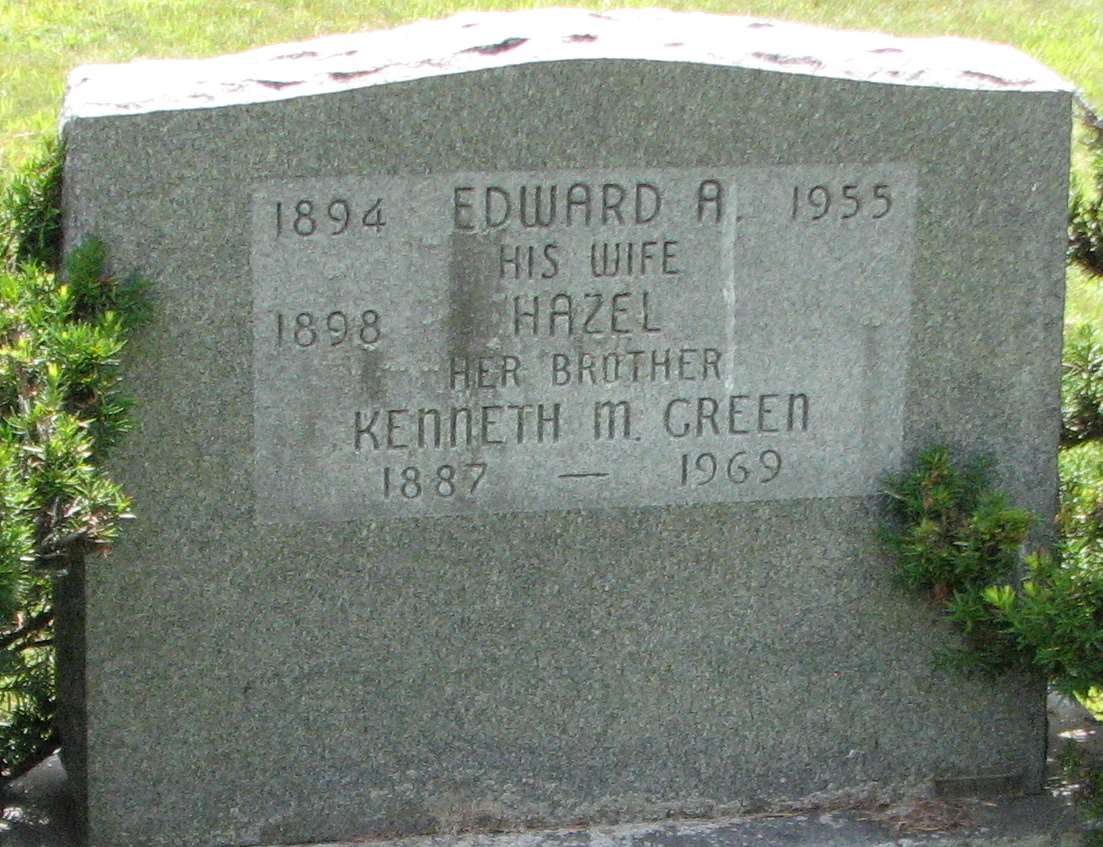 1894 EDWARD A. 1955
HIS WIFE
1898 HAZEL
HER BROTHER
KENNETH M. GREEN
1887 — 1969